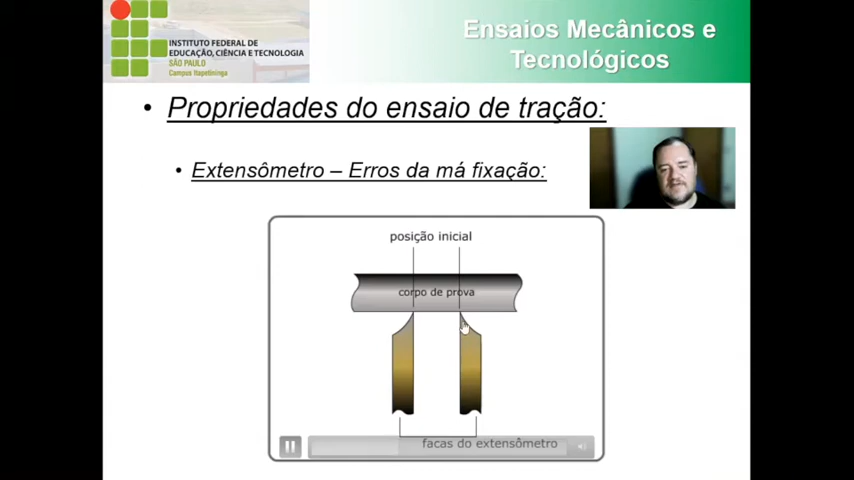 INSTITUTO FEDERAL DE
EDUCAÇÃO, CIÊNCIA E TECNOLOGIA
SÃO PAULO
Campus Itapetininga
Ensaios Mecânicos e
Tecnológicos
• Propriedades do ensaio de tração:
• Extensômetro – Erros da má fixação:
posição inicial
corpo de prova
facas do extensômetro